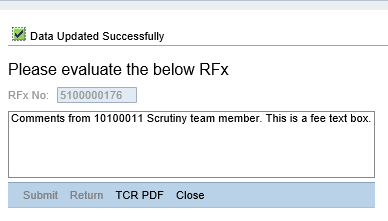 Data Updated Successfully
Please evaluate the below RFx
RFx No: 5100000176
Comments from 10100011 Scrutiny team member. This is a fee text box.
Submit Return TCR PDF Close